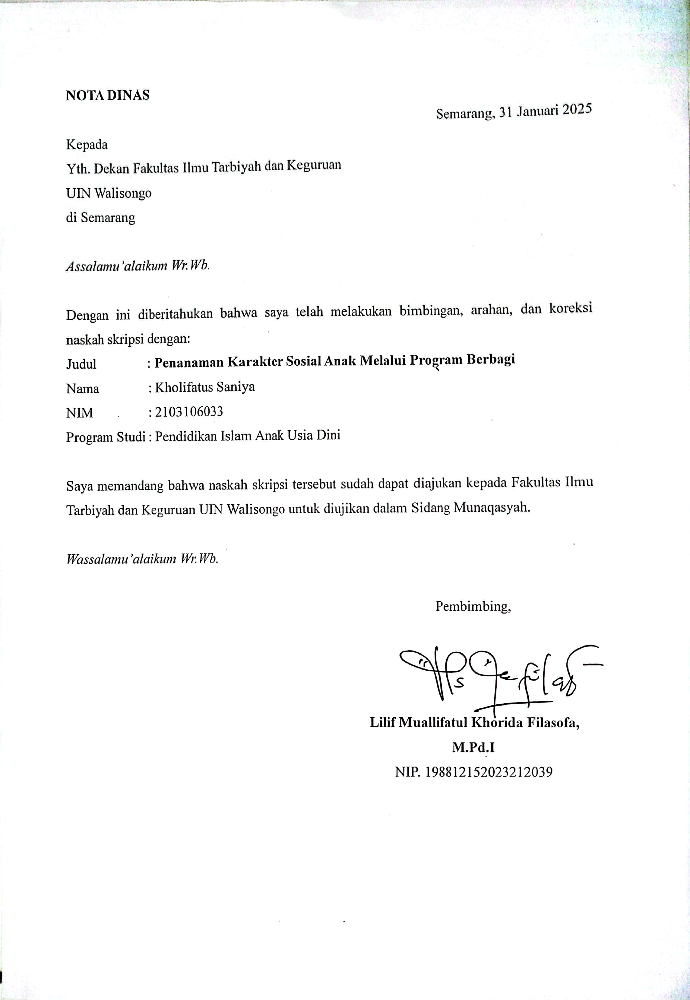 NOTA DINAS
Semarang, 31 Januari 2025
Kepada
Yth. Dekan Fakultas Ilmu Tarbiyah dan Keguruan
UIN Walisongo
di Semarang
Assalamu'alaikum Wr.Wb.
Dengan ini diberitahukan bahwa saya telah melakukan bimbingan, arahan, dan koreksi
naskah skripsi dengan:
Judul : Penanaman Karakter Sosial Anak Melalui Program Berbagi
Nama : Kholifatus Saniya
NIM : 2103106033
Program Studi : Pendidikan Islam Anak Usia Dini
Saya memandang bahwa naskah skripsi tersebut sudah dapat diajukan kepada Fakultas Ilmu
Tarbiyah dan Keguruan UIN Walisongo untuk diujikan dalam Sidang Munaqasyah.
Wassalamu'alaikum Wr.Wb.
Pembimbing,
Lilif Muallifatul Khorida Filasofa,
M.Pd.I
NIP. 198812152023212039